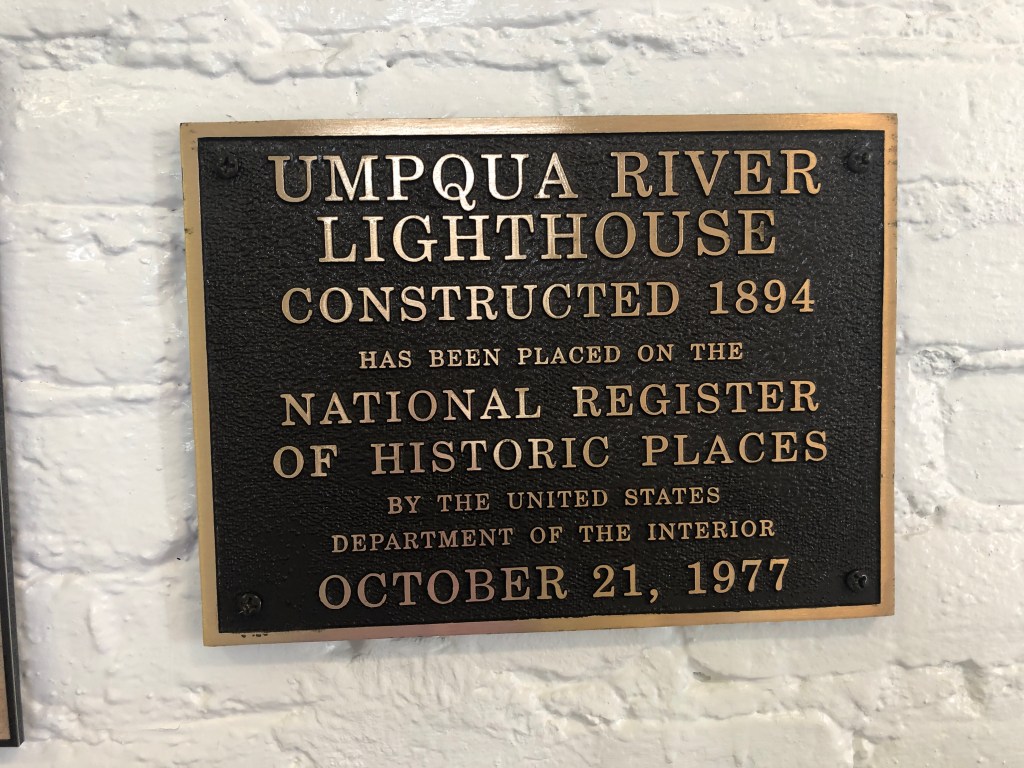 UMPQUA RIVER
LIGHTHOUSE
CONSTRUCTED 1894
HAS BEEN PLACED ON THE
NATIONAL REGISTER
OF HISTORIC PLACES
BY THE UNITED STATES
DEPARTMENT OF THE INTERIOR
OCTOBER 21, 1977